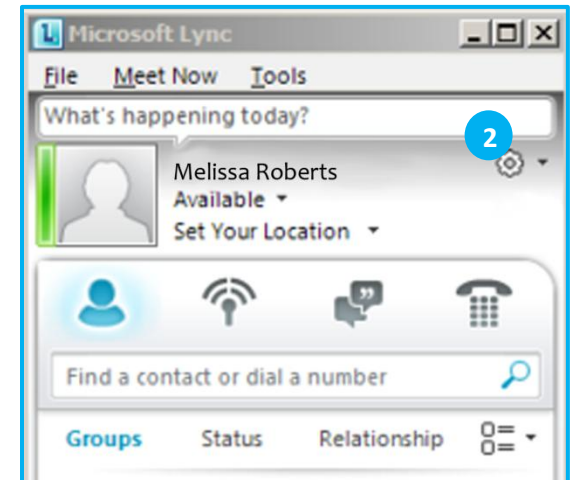 Microsoft Lync
File Meet Now Tools
What's happening today?
2
Melissa Roberts
Available
Set Your Location
Find a contact or dial a number
Groups Status Relationship